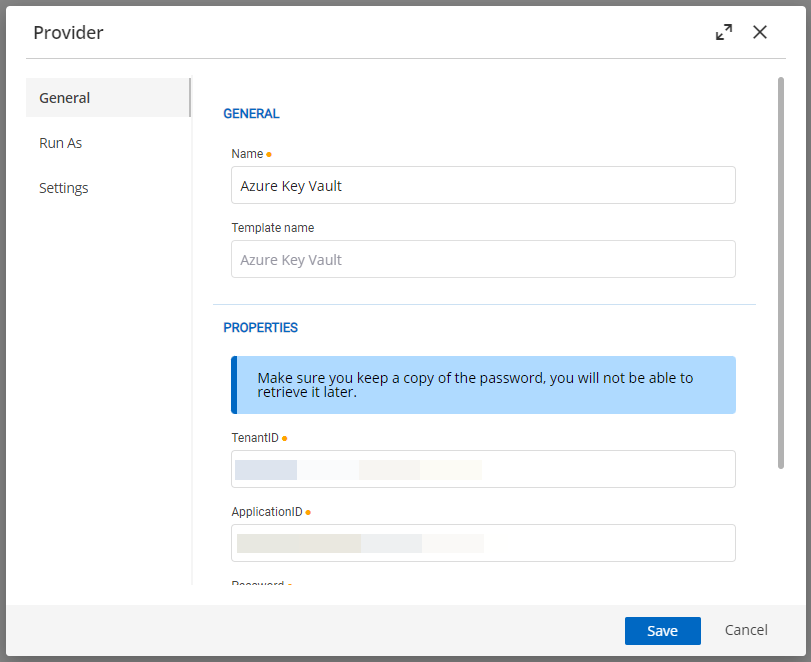 Provider
General
Run As
Settings
GENERAL
Name
Azure Key Vault
Template name
Azure Key Vault
PROPERTIES
Make sure you keep a copy of the password, you will not be able to
retrieve it later.
TenantID
ApplicationID
Password
Save
Cancel